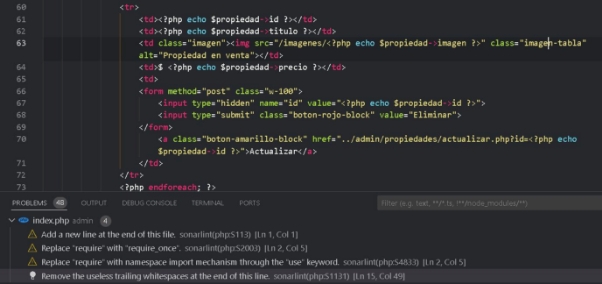 60 <tr>
61 <td><?php echo $propiedad->id ?></td>
62 <td><?php echo $propiedad->titulo ?></td>
63 <td class="imagen"><img src="/imagenes/<?php echo $propiedad->imagen ?>" class="imagen-tabla"
alt="Propiedad en venta"></td>
64 <td>$ <?php echo $propiedad->precio ?></td>
65 <td>
66 <form method="post" class="w-100">
67 <input type="hidden" name="id" value="<?php echo $propiedad->id ?>">
68 <input type="submit" class="boton-rojo-block" value="Eliminar">
69 </form>
70 <a class="boton-amarillo-block" href="../admin/propiedades/actualizar.php?id=<?php echo
$propiedad->id ?>">Actualizar</a>
71 </td>
72 </tr>
73 <?php endforeach; ?>
PROBLEMS 48 OUTPUT DEBUG CONSOLE TERMINAL PORTS Filter (e.g. text, **/*.ts, !**/node_modules/**)
index.php admin 4
Add a new line at the end of this file. sonarlint(php:S113) [Ln 1, Col 1]
Replace "require" with "require_once". sonarlint(php:S2003) [Ln 2, Col 5]
Replace "require" with namespace import mechanism through the "use" keyword. sonarlint(php:S4833) [Ln 2, Col 5]
Remove the useless trailing whitespaces at the end of this line. sonarlint(php:S1131) [Ln 15, Col 49]